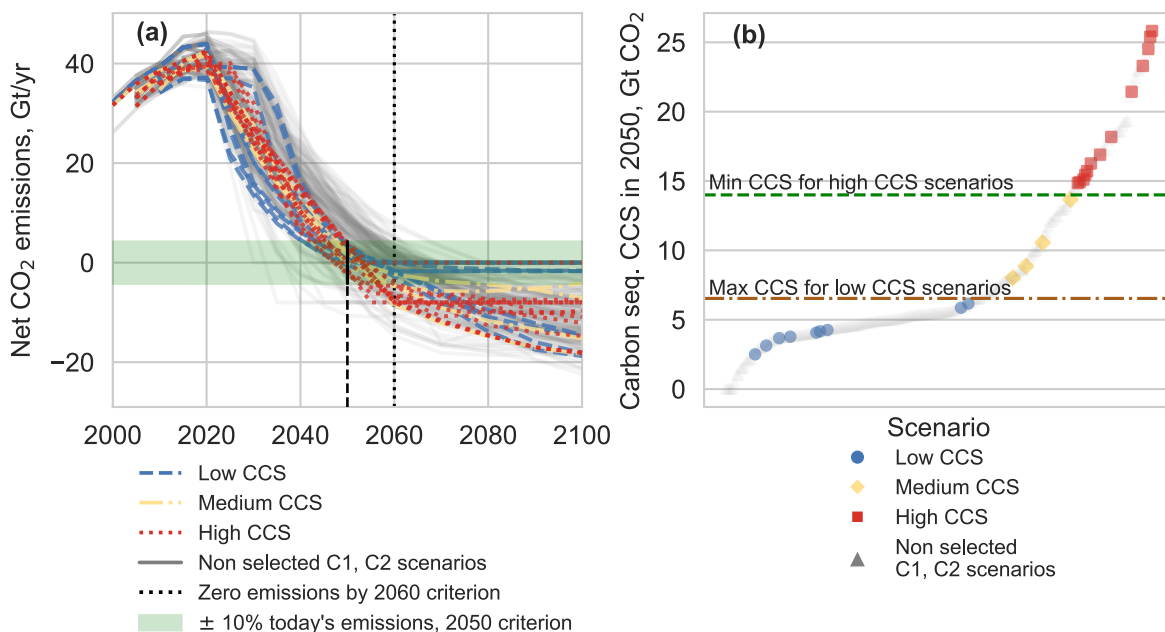 (a)
Net CO₂ emissions, Gt/yr
40
20
0
−20
2000 2020 2040 2060 2080 2100
Low CCS
Medium CCS
High CCS
Non selected C1, C2 scenarios
Zero emissions by 2060 criterion
± 10% today's emissions, 2050 criterion
(b)
Carbon seq. CCS in 2050, Gt CO₂
25
20
15
10
5
0
Min CCS for high CCS scenarios
Max CCS for low CCS scenarios
Scenario
Low CCS
Medium CCS
High CCS
Non selected
C1, C2 scenarios